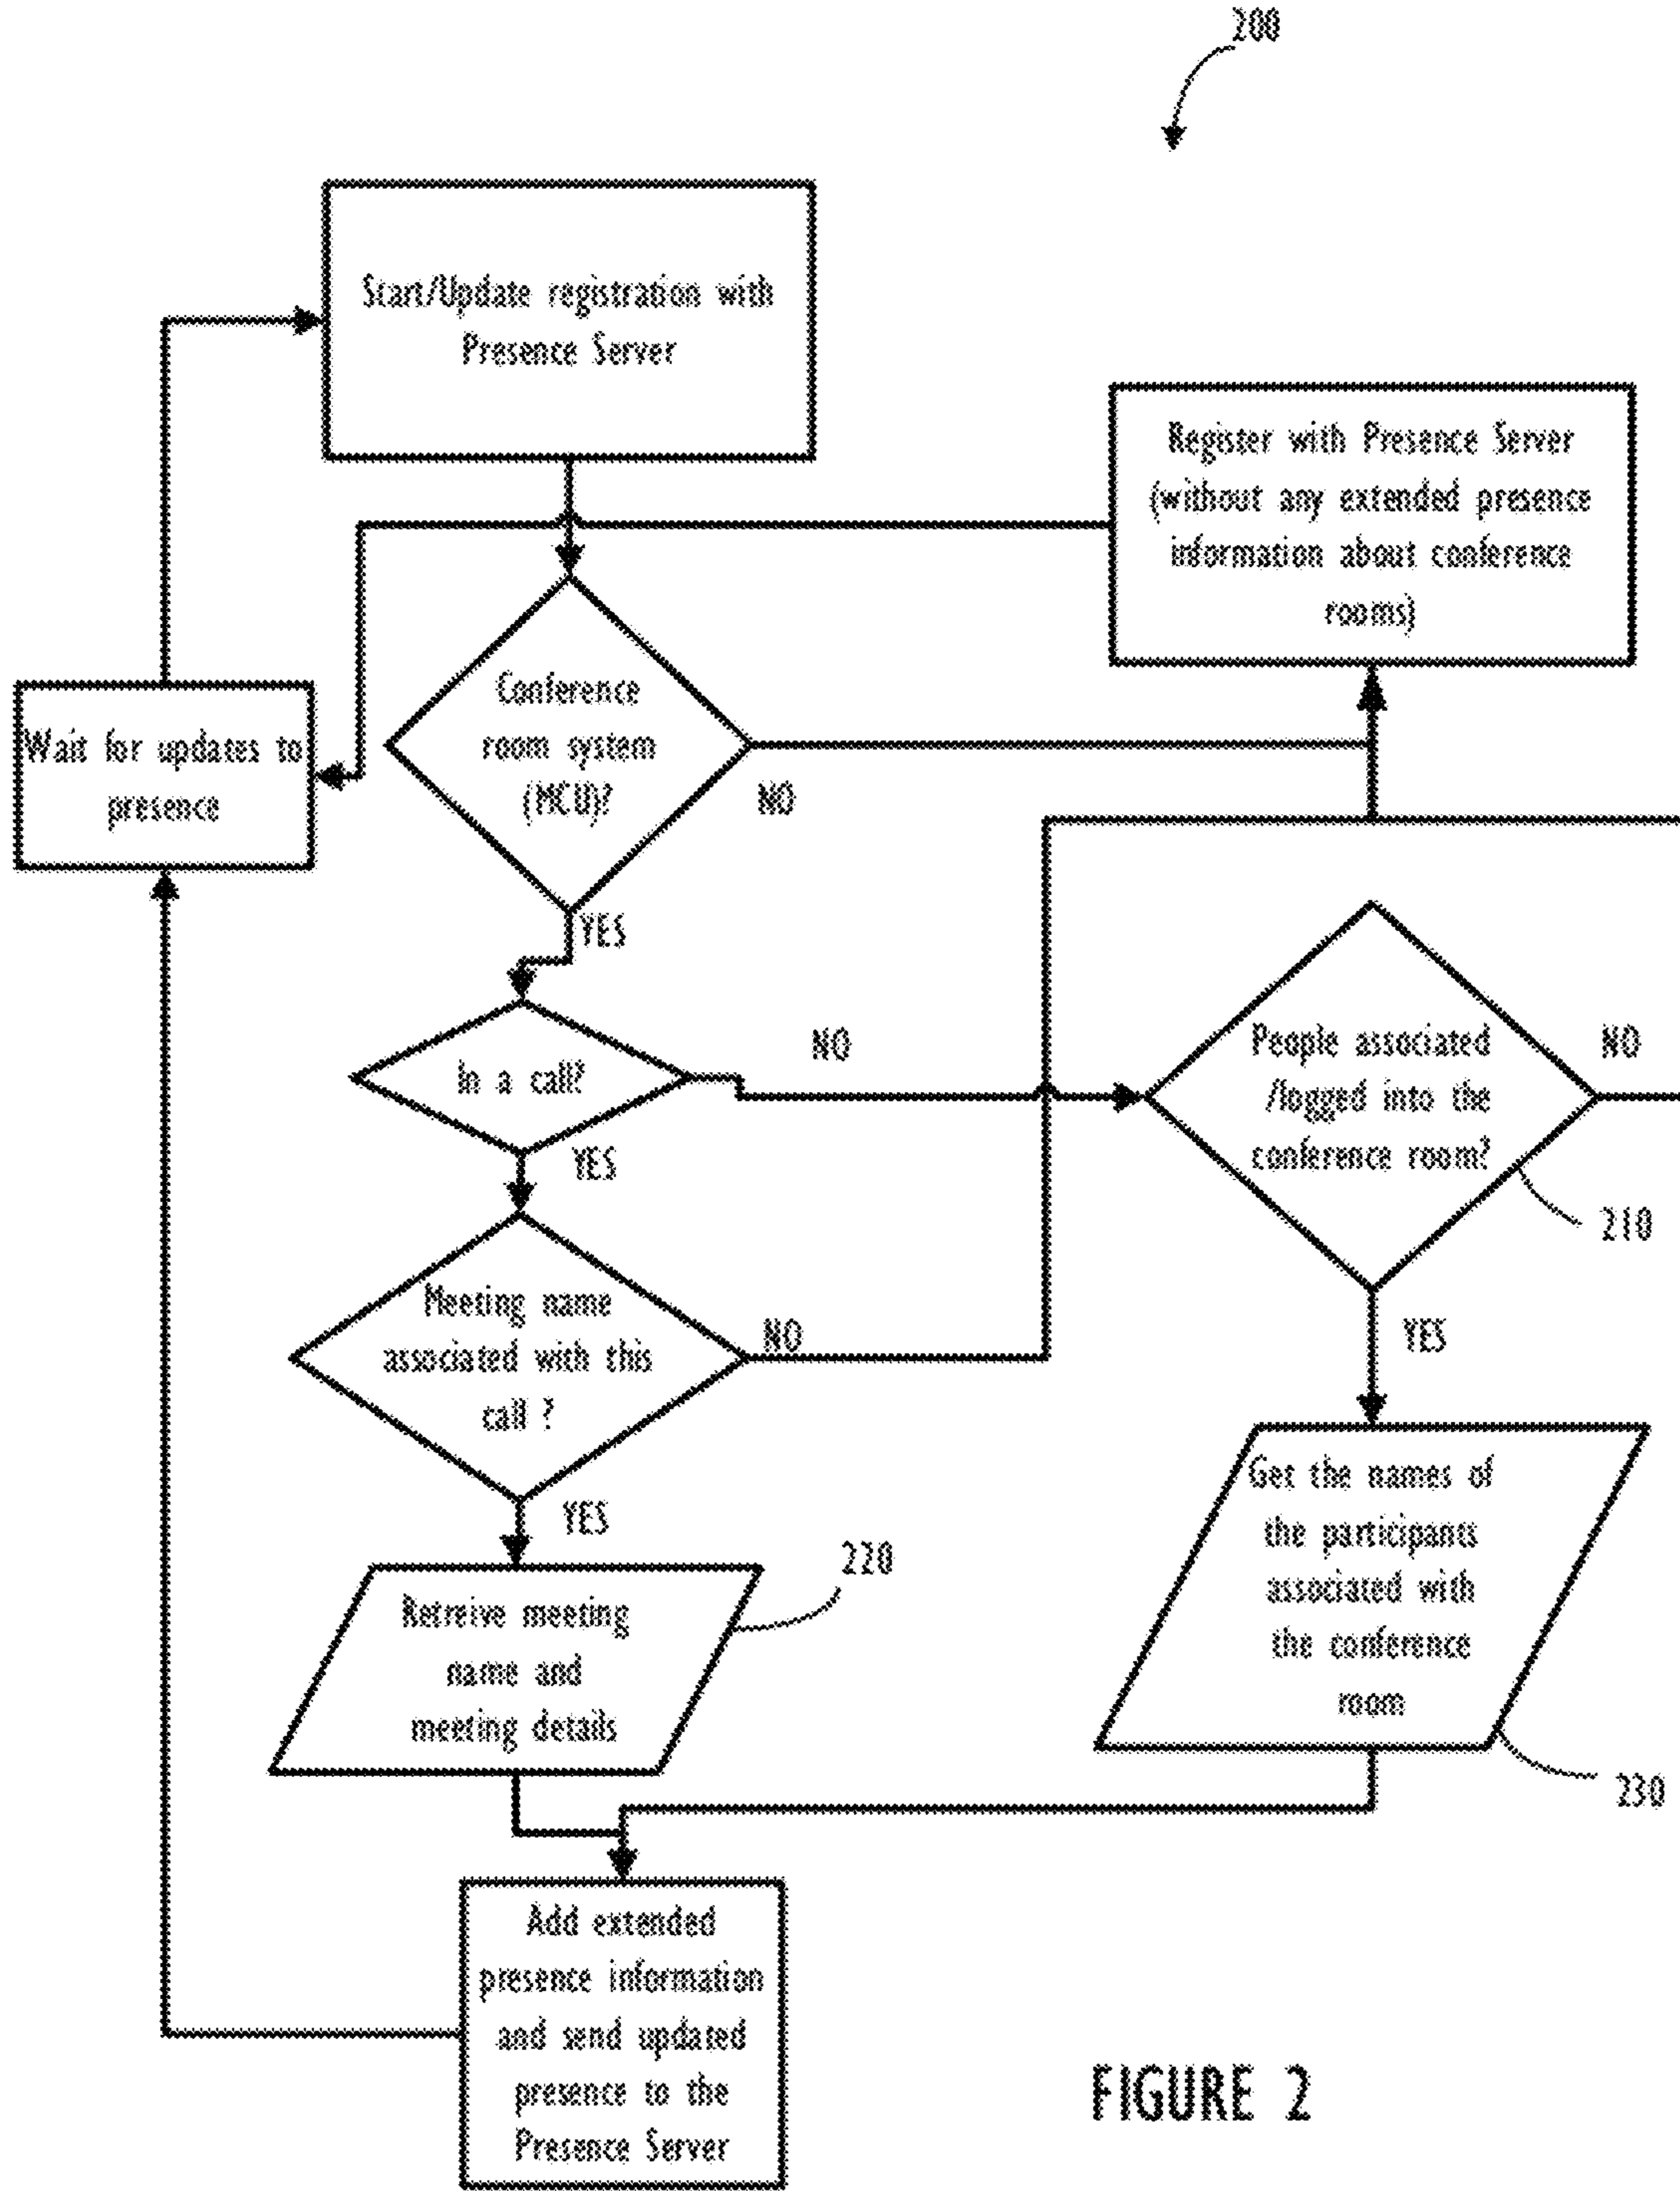 200
Start/Update registration with
Presence Server
Register with Presence Server
(without any extended presence
information about conference
rooms)
Conference
room system
(MCU)?
NO
Wait for updates to
presence
YES
In a call?
NO
YES
People associated
/logged into the
conference room?
NO
210
YES
Meeting name
associated with this
call ?
NO
YES
Retreive meeting
name and
meeting details
220
Get the names of
the participants
associated with
the conference
room
230
Add extended
presence information
and send updated
presence to the
Presence Server
FIGURE 2